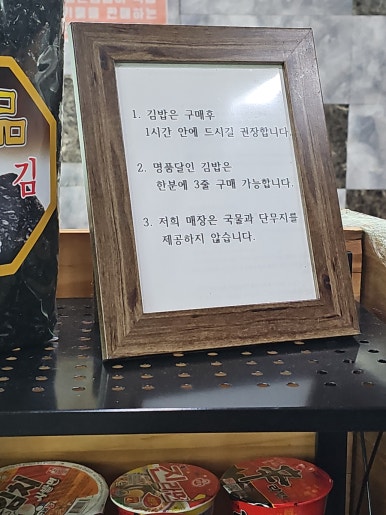 1. 김밥은 구매후
1시간 안에 드시길 권장합니다.
2. 명품달인 김밥은
한분에 3줄 구매 가능합니다.
3. 저희 매장은 국물과 단무지를
제공하지 않습니다.
김